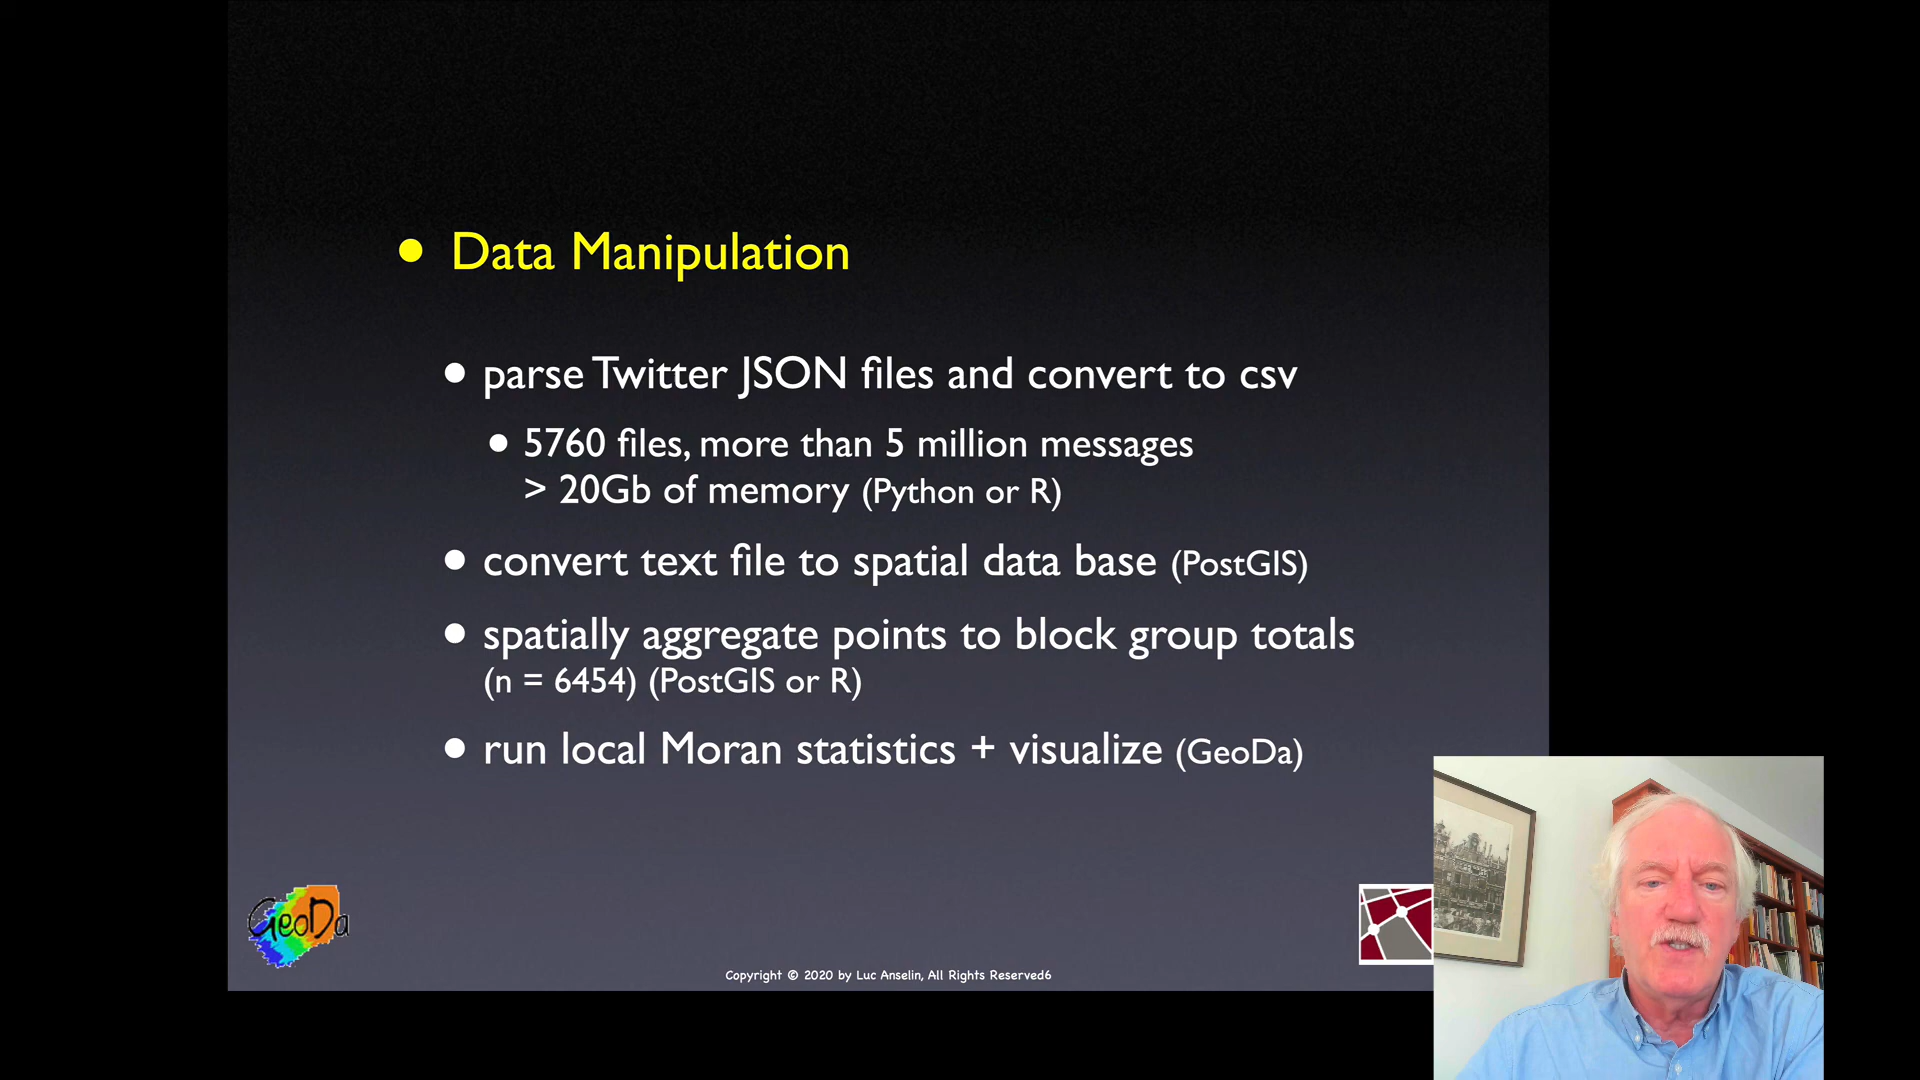 Data Manipulation
parse Twitter JSON files and convert to csv
5760 files, more than 5 million messages
> 20Gb of memory (Python or R)
convert text file to spatial data base (PostGIS)
spatially aggregate points to block group totals
(n = 6454) (PostGIS or R)
run local Moran statistics + visualize (GeoDa)
GeoDa
Copyright © 2020 by Luc Anselin, All Rights Reserved6